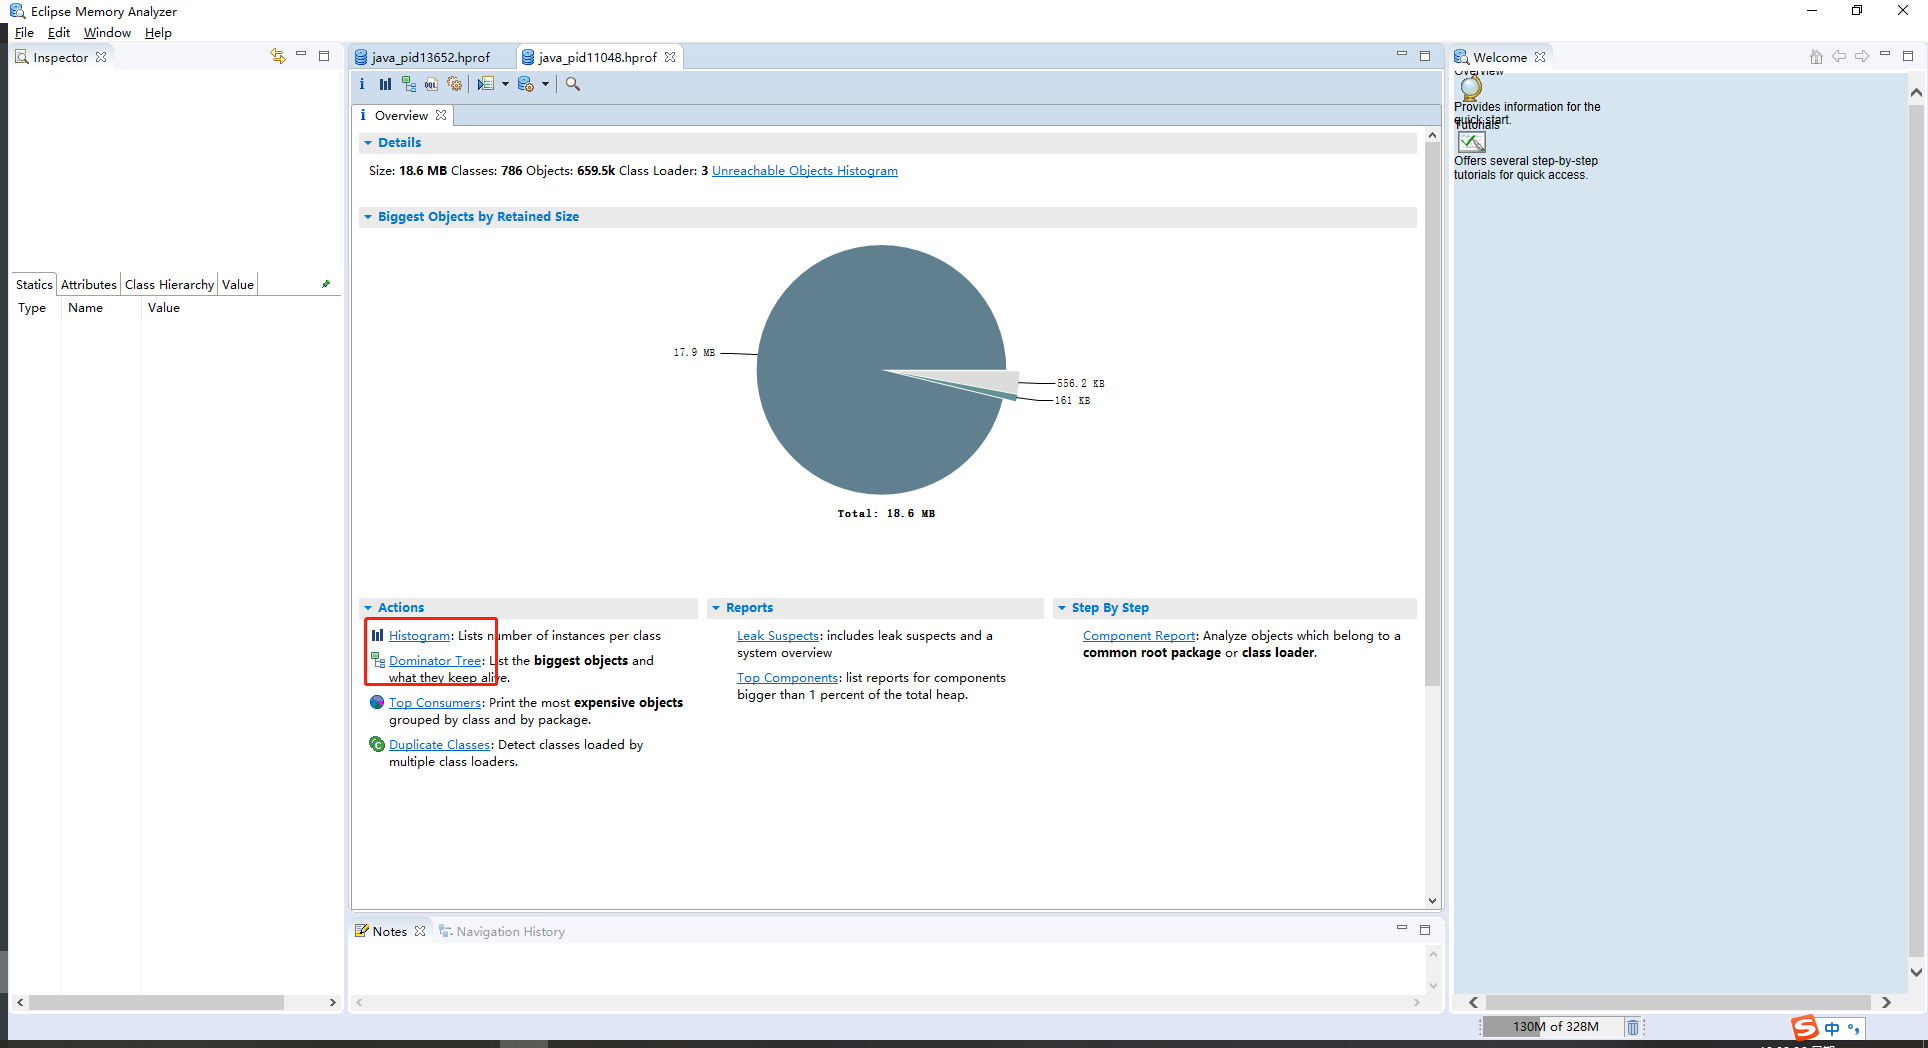 Eclipse Memory Analyzer
File Edit Window Help
Inspector
Statics Attributes Class Hierarchy Value
Type Name Value
java_pid13652.hprof
java_pid11048.hprof
i
OQL
i Overview
Details
Size: 18.6 MB Classes: 786 Objects: 659.5k Class Loader: 3 Unreachable Objects Histogram
Biggest Objects by Retained Size
17.9 MB
556.2 KB
161 KB
Total: 18.6 MB
Actions
Histogram: Lists number of instances per class
Dominator Tree: List the biggest objects and
what they keep alive.
Top Consumers: Print the most expensive objects
grouped by class and by package.
Duplicate Classes: Detect classes loaded by
multiple class loaders.
Reports
Leak Suspects: includes leak suspects and a
system overview
Top Components: list reports for components
bigger than 1 percent of the total heap.
Step By Step
Component Report: Analyze objects which belong to a
common root package or class loader.
Notes
Navigation History
Welcome
Overview
Provides information for the
quick start.
Tutorials
Offers several step-by-step
tutorials for quick access.
130M of 328M
S 中 °,